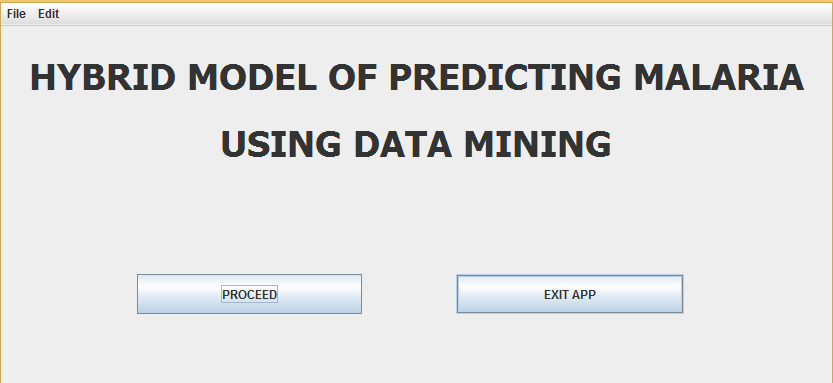 File Edit
HYBRID MODEL OF PREDICTING MALARIA
USING DATA MINING
PROCEED EXIT APP